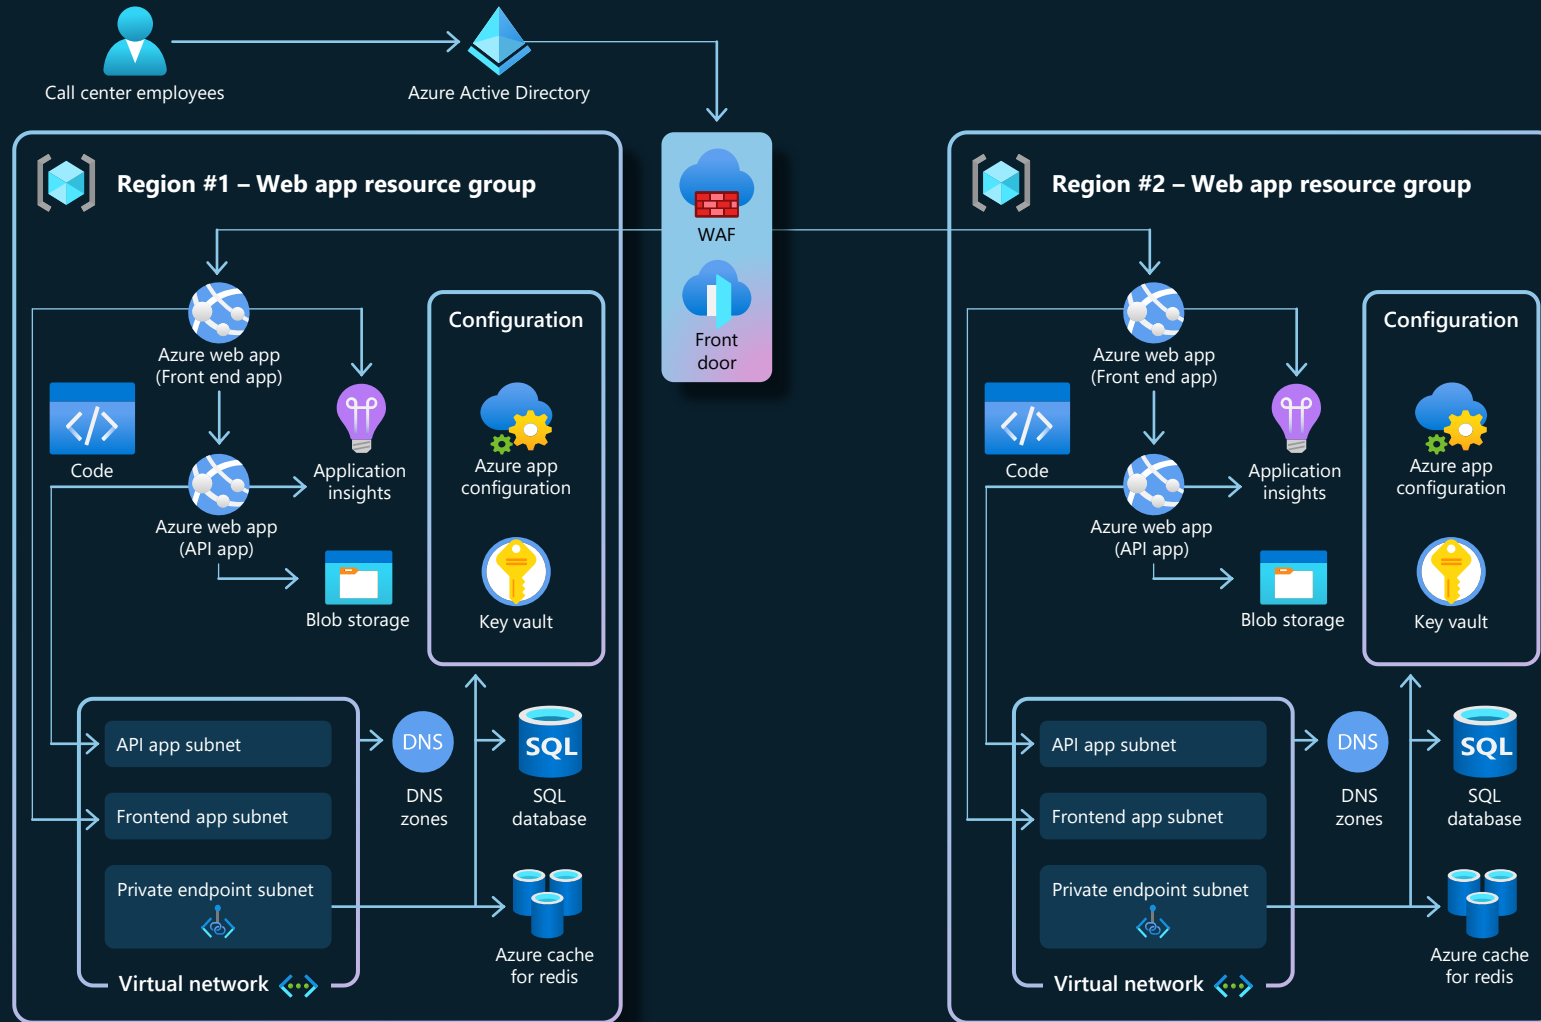 Call center employees
Azure Active Directory
Region #1 – Web app resource group
WAF
Front
door
Azure web app
(Front end app)
Code
Application
insights
Azure web app
(API app)
Blob storage
Configuration
Azure app
configuration
Key vault
API app subnet
Frontend app subnet
Private endpoint subnet
Virtual network
DNS
DNS
zones
SQL
SQL
database
Azure cache
for redis
Region #2 – Web app resource group
Azure web app
(Front end app)
Code
Application
insights
Azure web app
(API app)
Blob storage
Configuration
Azure app
configuration
Key vault
API app subnet
Frontend app subnet
Private endpoint subnet
Virtual network
DNS
DNS
zones
SQL
SQL
database
Azure cache
for redis